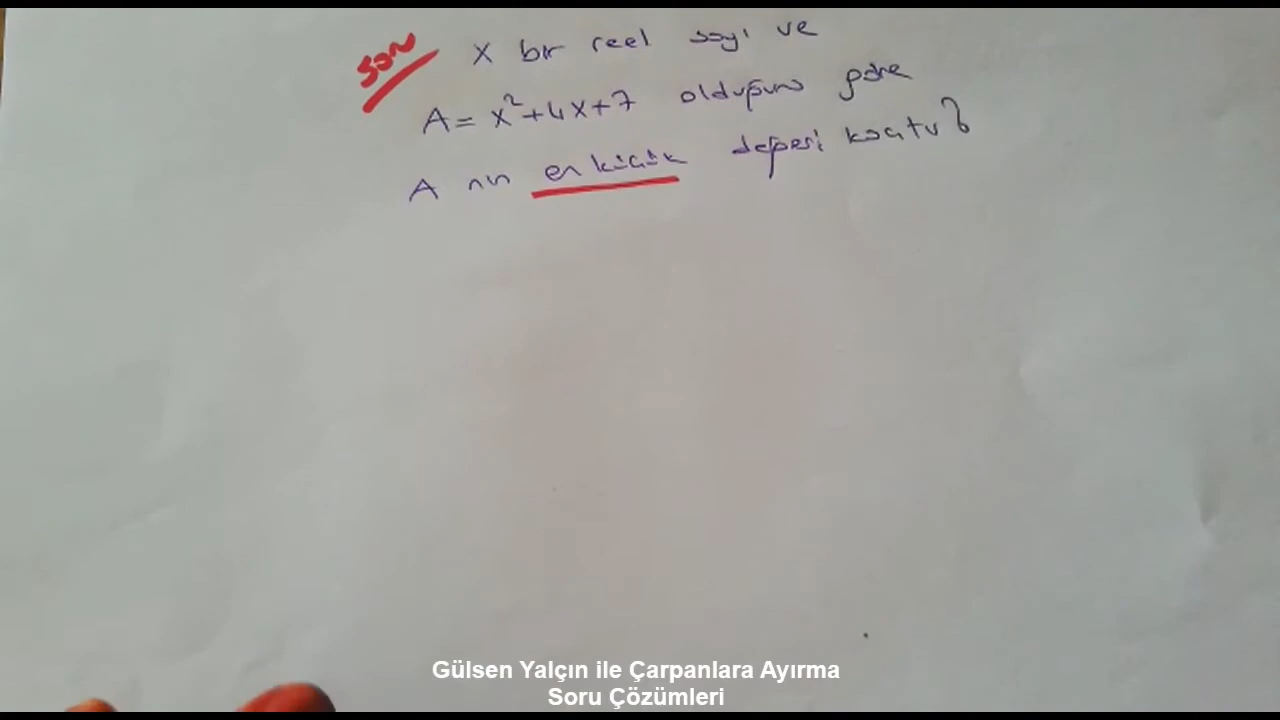 Soru x bir reel sayı ve
A = x²+4x+7 olduğuna göre
A nın en küçük değeri kaçtır?
Gülsen Yalçın ile Çarpanlara Ayırma
Soru Çözümleri